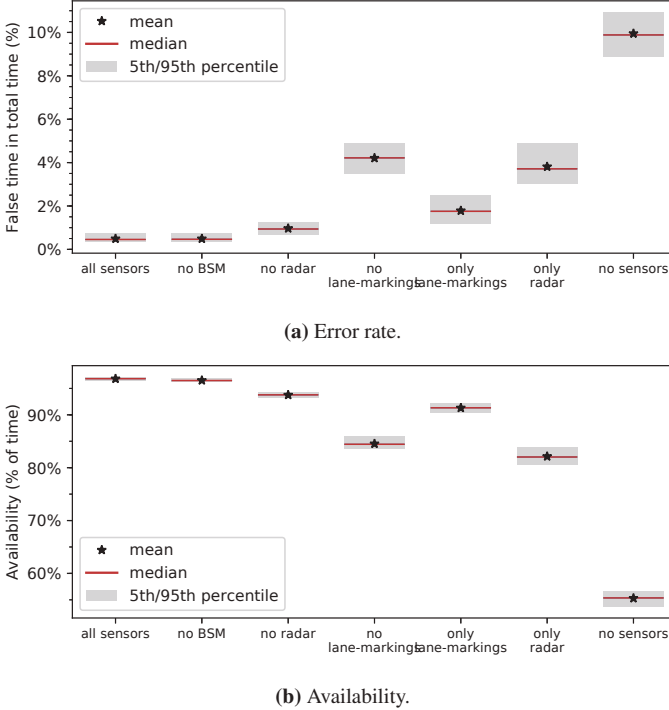 False time in total time (%)
10%
8%
6%
4%
2%
0%
mean
median
5th/95th percentile
all sensors
no BSM
no radar
no
lane-markings
only
lane-markings
only
radar
no sensors
(a) Error rate.
Availability (% of time)
90%
80%
70%
60%
mean
median
5th/95th percentile
all sensors
no BSM
no radar
no
lane-markings
only
lane-markings
only
radar
no sensors
(b) Availability.